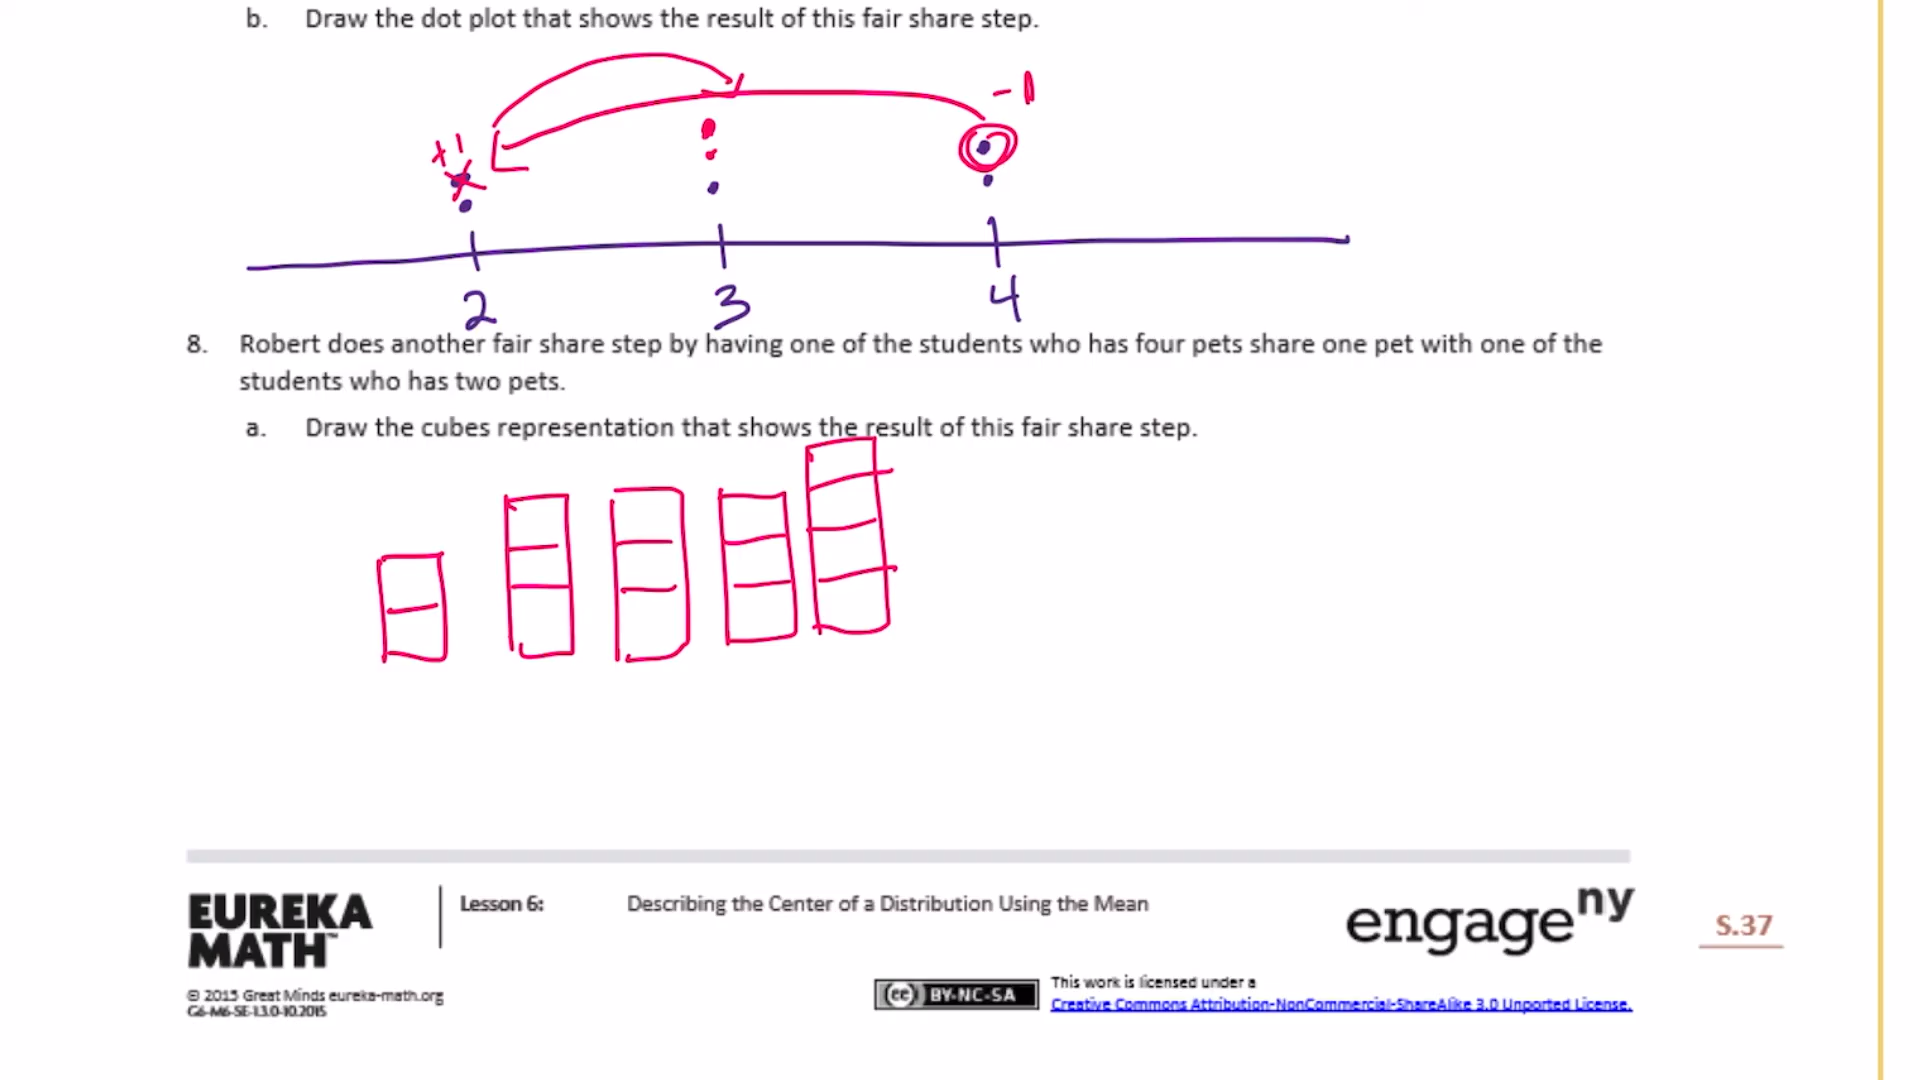 b. Draw the dot plot that shows the result of this fair share step.
-1
+1
2 3 4
8. Robert does another fair share step by having one of the students who has four pets share one pet with one of the
students who has two pets.
a. Draw the cubes representation that shows the result of this fair share step.
EUREKA
MATH™
Lesson 6: Describing the Center of a Distribution Using the Mean
engageny
S.37
© 2015 Great Minds eureka-math.org
G6-M6-SE-1.3.0-10.2015
cc BY-NC-SA
This work is licensed under a
Creative Commons Attribution-NonCommercial-ShareAlike 3.0 Unported License.